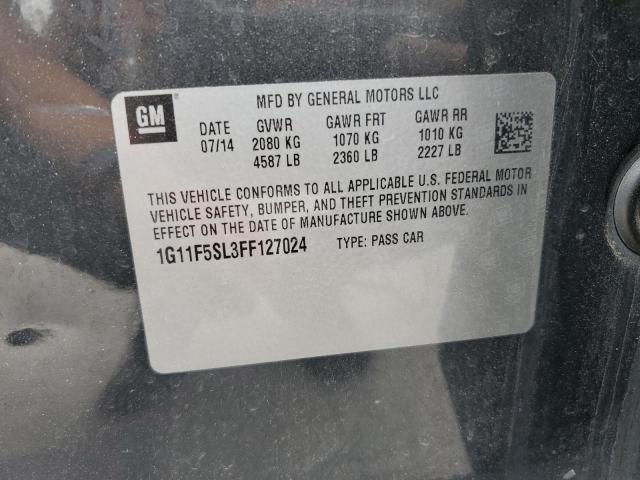 GM
MFD BY GENERAL MOTORS LLC
DATE GVWR GAWR FRT GAWR RR
07/14 2080 KG 1070 KG 1010 KG
4587 LB 2360 LB 2227 LB
THIS VEHICLE CONFORMS TO ALL APPLICABLE U.S. FEDERAL MOTOR
VEHICLE SAFETY, BUMPER, AND THEFT PREVENTION STANDARDS IN
EFFECT ON THE DATE OF MANUFACTURE SHOWN ABOVE.
1G11F5SL3FF127024 TYPE: PASS CAR